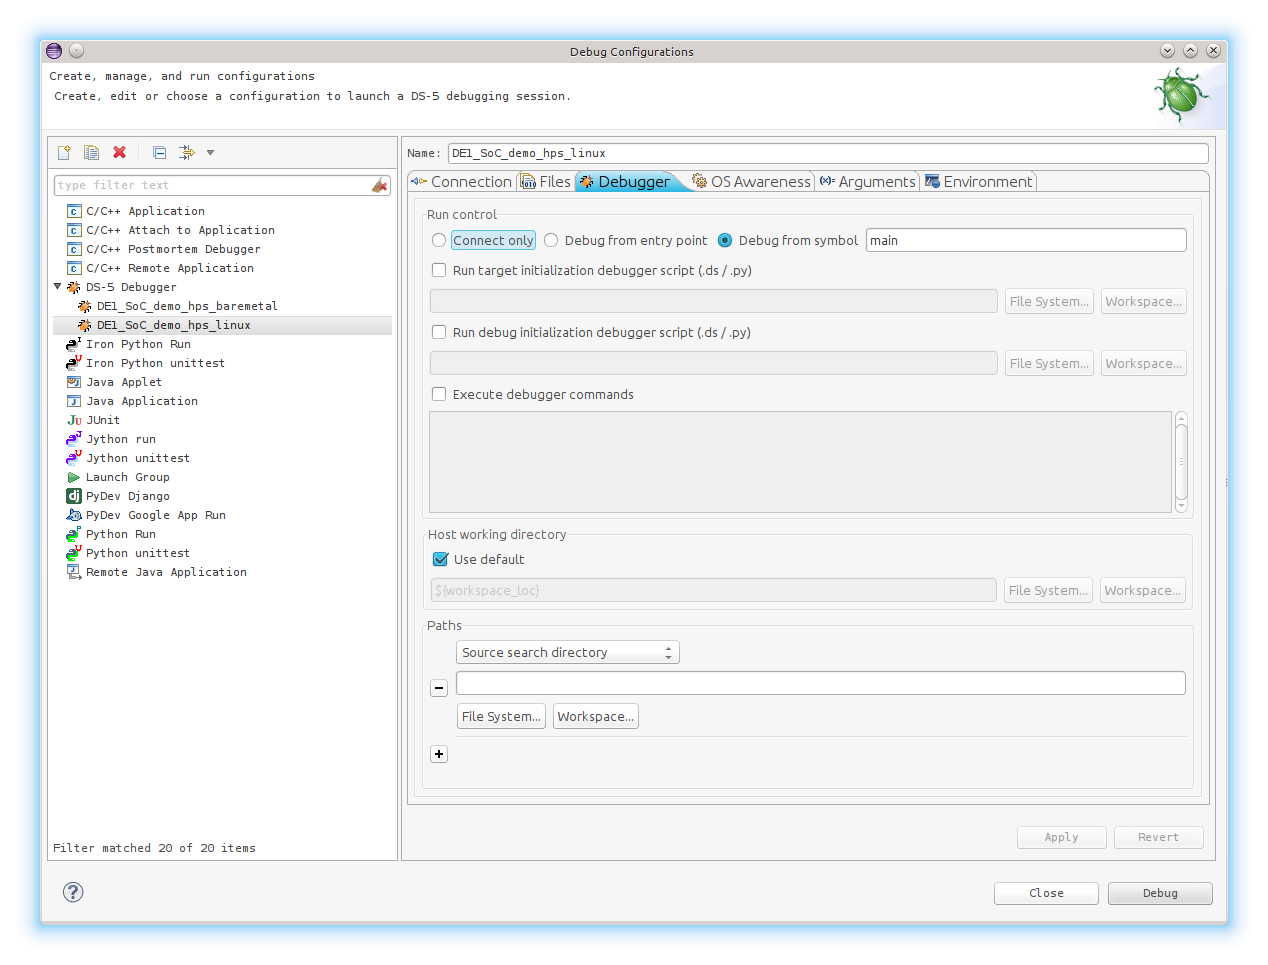 Debug Configurations
Create, manage, and run configurations
Create, edit or choose a configuration to launch a DS-5 debugging session.
type filter text
C/C++ Application
C/C++ Attach to Application
C/C++ Postmortem Debugger
C/C++ Remote Application
DS-5 Debugger
DE1_SoC_demo_hps_baremetal
DE1_SoC_demo_hps_linux
Iron Python Run
Iron Python unittest
Java Applet
Java Application
JUnit
Jython run
Jython unittest
Launch Group
PyDev Django
PyDev Google App Run
Python Run
Python unittest
Remote Java Application
Filter matched 20 of 20 items
Name: DE1_SoC_demo_hps_linux
Connection Files Debugger OS Awareness Arguments Environment
Run control
Connect only Debug from entry point Debug from symbol main
Run target initialization debugger script (.ds / .py)
File System... Workspace...
Run debug initialization debugger script (.ds / .py)
File System... Workspace...
Execute debugger commands
Host working directory
Use default
${workspace_loc} File System... Workspace...
Paths
Source search directory
File System... Workspace...
Apply Revert
Close Debug